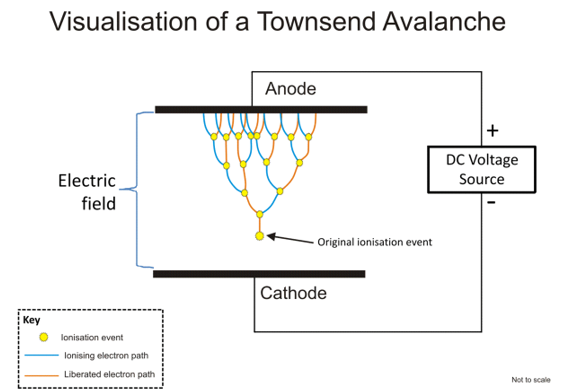 Visualisation of a Townsend Avalanche
Anode
+
DC Voltage
Source
-
Electric
field
Original ionisation event
Cathode
Key
Ionisation event
Ionising electron path
Liberated electron path
Not to scale